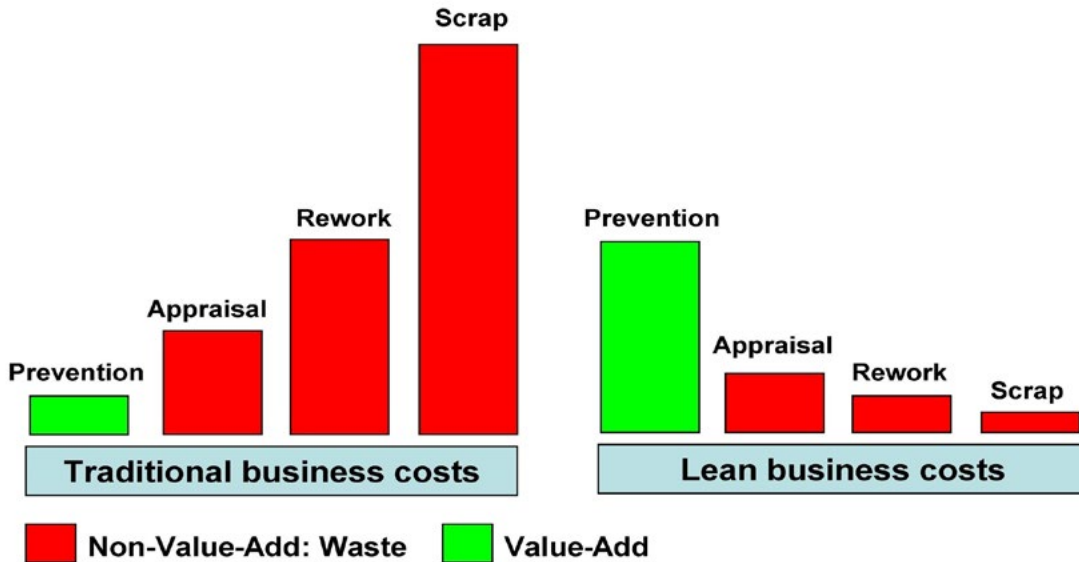 Scrap
Rework
Appraisal
Prevention
Traditional business costs
Prevention
Appraisal
Rework
Scrap
Lean business costs
Non-Value-Add: Waste
Value-Add